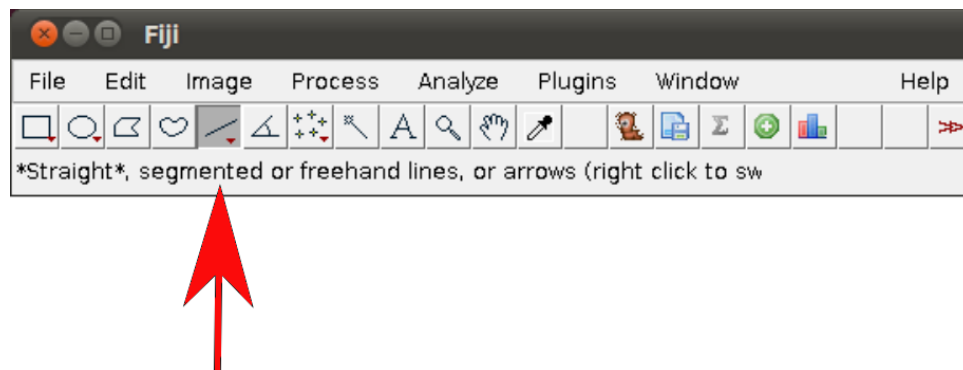 Fiji
File Edit Image Process Analyze Plugins Window Help
A Σ
*Straight*, segmented or freehand lines, or arrows (right click to sw